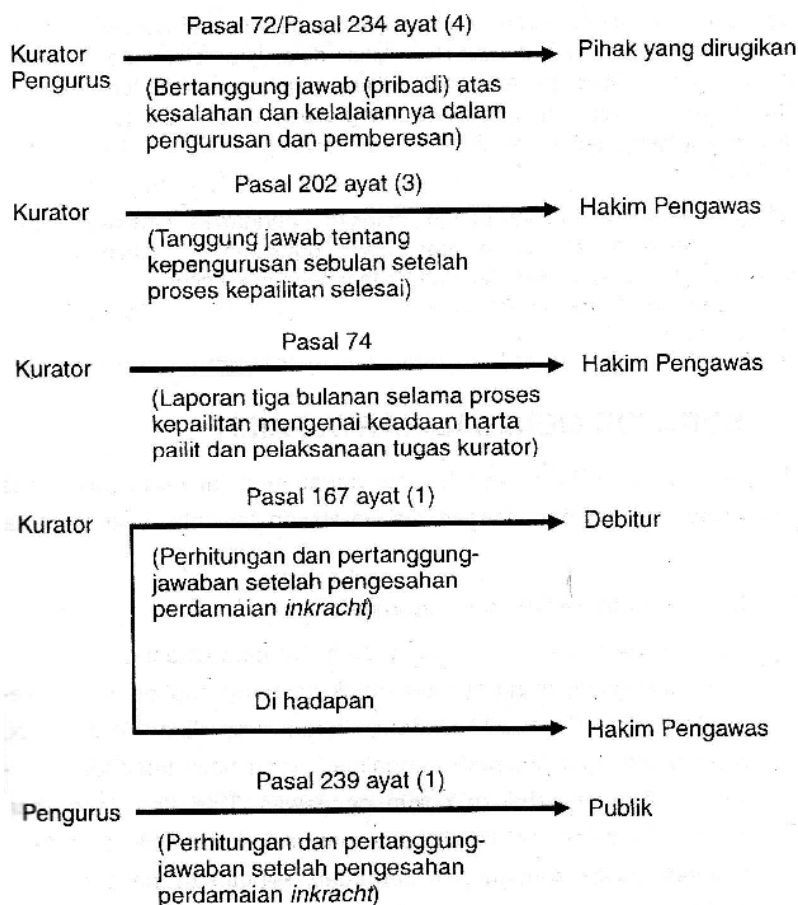 Pasal 72/Pasal 234 ayat (4)
Kurator
Pengurus
Pihak yang dirugikan
(Bertanggung jawab (pribadi) atas
kesalahan dan kelalaiannya dalam
pengurusan dan pemberesan)
Pasal 202 ayat (3)
Kurator
Hakim Pengawas
(Tanggung jawab tentang
kepengurusan sebulan setelah
proses kepailitan selesai)
Pasal 74
Kurator
Hakim Pengawas
(Laporan tiga bulanan selama proses
kepailitan mengenai keadaan harta
pailit dan pelaksanaan tugas kurator)
Pasal 167 ayat (1)
Kurator
Debitur
(Perhitungan dan pertanggung-
jawaban setelah pengesahan
perdamaian inkracht)
Di hadapan
Hakim Pengawas
Pasal 239 ayat (1)
Pengurus
Publik
(Perhitungan dan pertanggung-
jawaban setelah pengesahan
perdamaian inkracht)